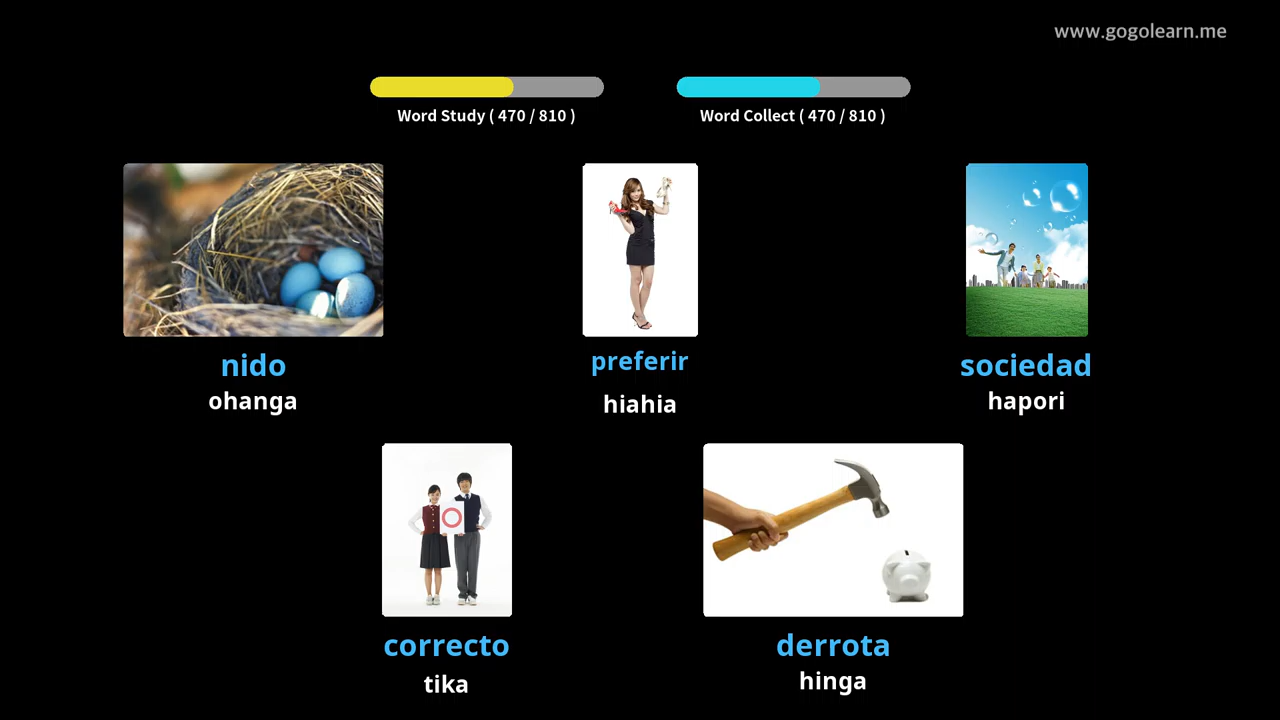 www.gogolearn.me
Word Study ( 470 / 810 )
Word Collect ( 470 / 810 )
nido
ohanga
preferir
hiahia
sociedad
hapori
correcto
tika
derrota
hinga